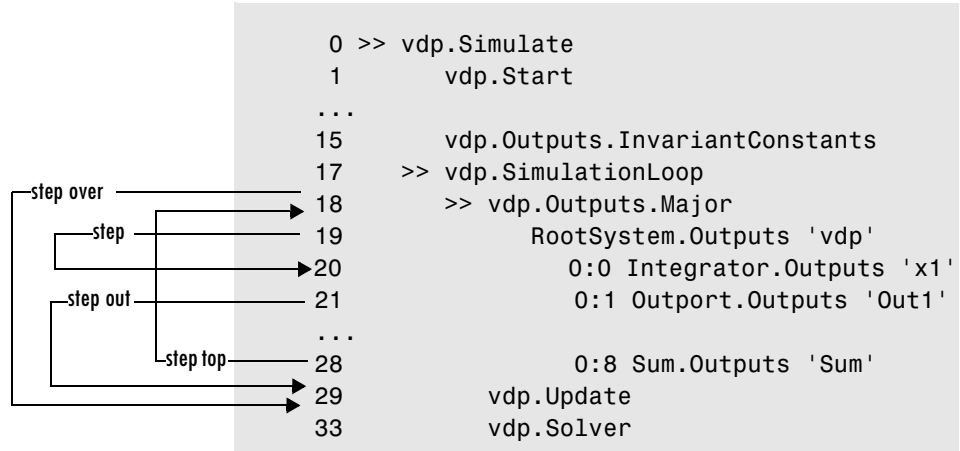 0 >> vdp.Simulate
1 vdp.Start
...
15 vdp.Outputs.InvariantConstants
17 >> vdp.SimulationLoop
step over
18 >> vdp.Outputs.Major
step 19 RootSystem.Outputs 'vdp'
20 0:0 Integrator.Outputs 'x1'
step out 21 0:1 Outport.Outputs 'Out1'
...
step top 28 0:8 Sum.Outputs 'Sum'
29 vdp.Update
33 vdp.Solver